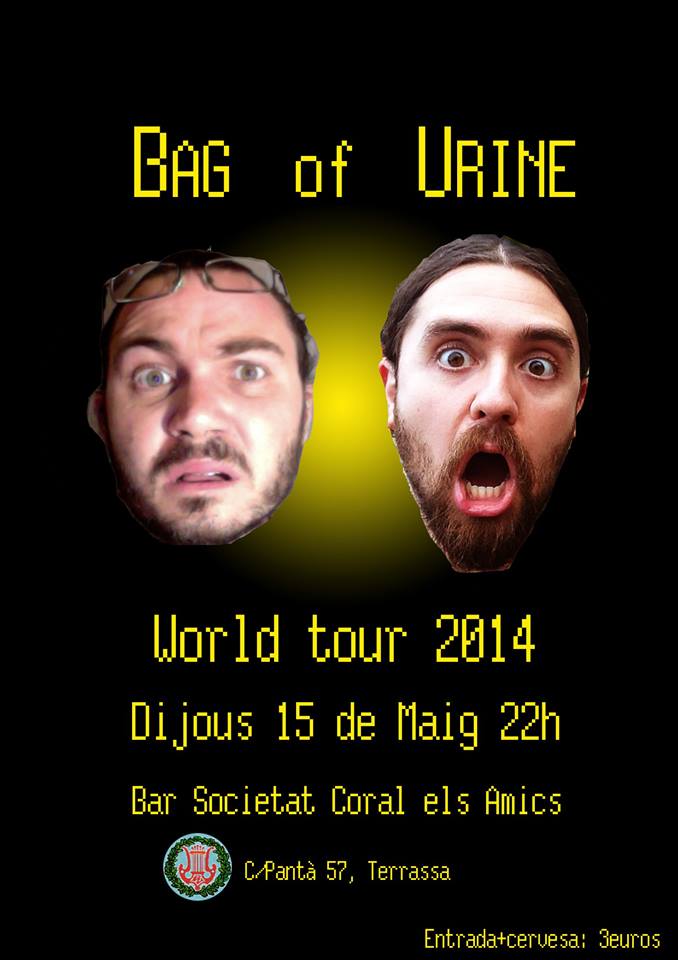 BAG of URINE
World tour 2014
Dijous 15 de Maig 22h
Bar Societat Coral els Amics
C/Pantà 57, Terrassa
Entrada+cervesa: 3euros